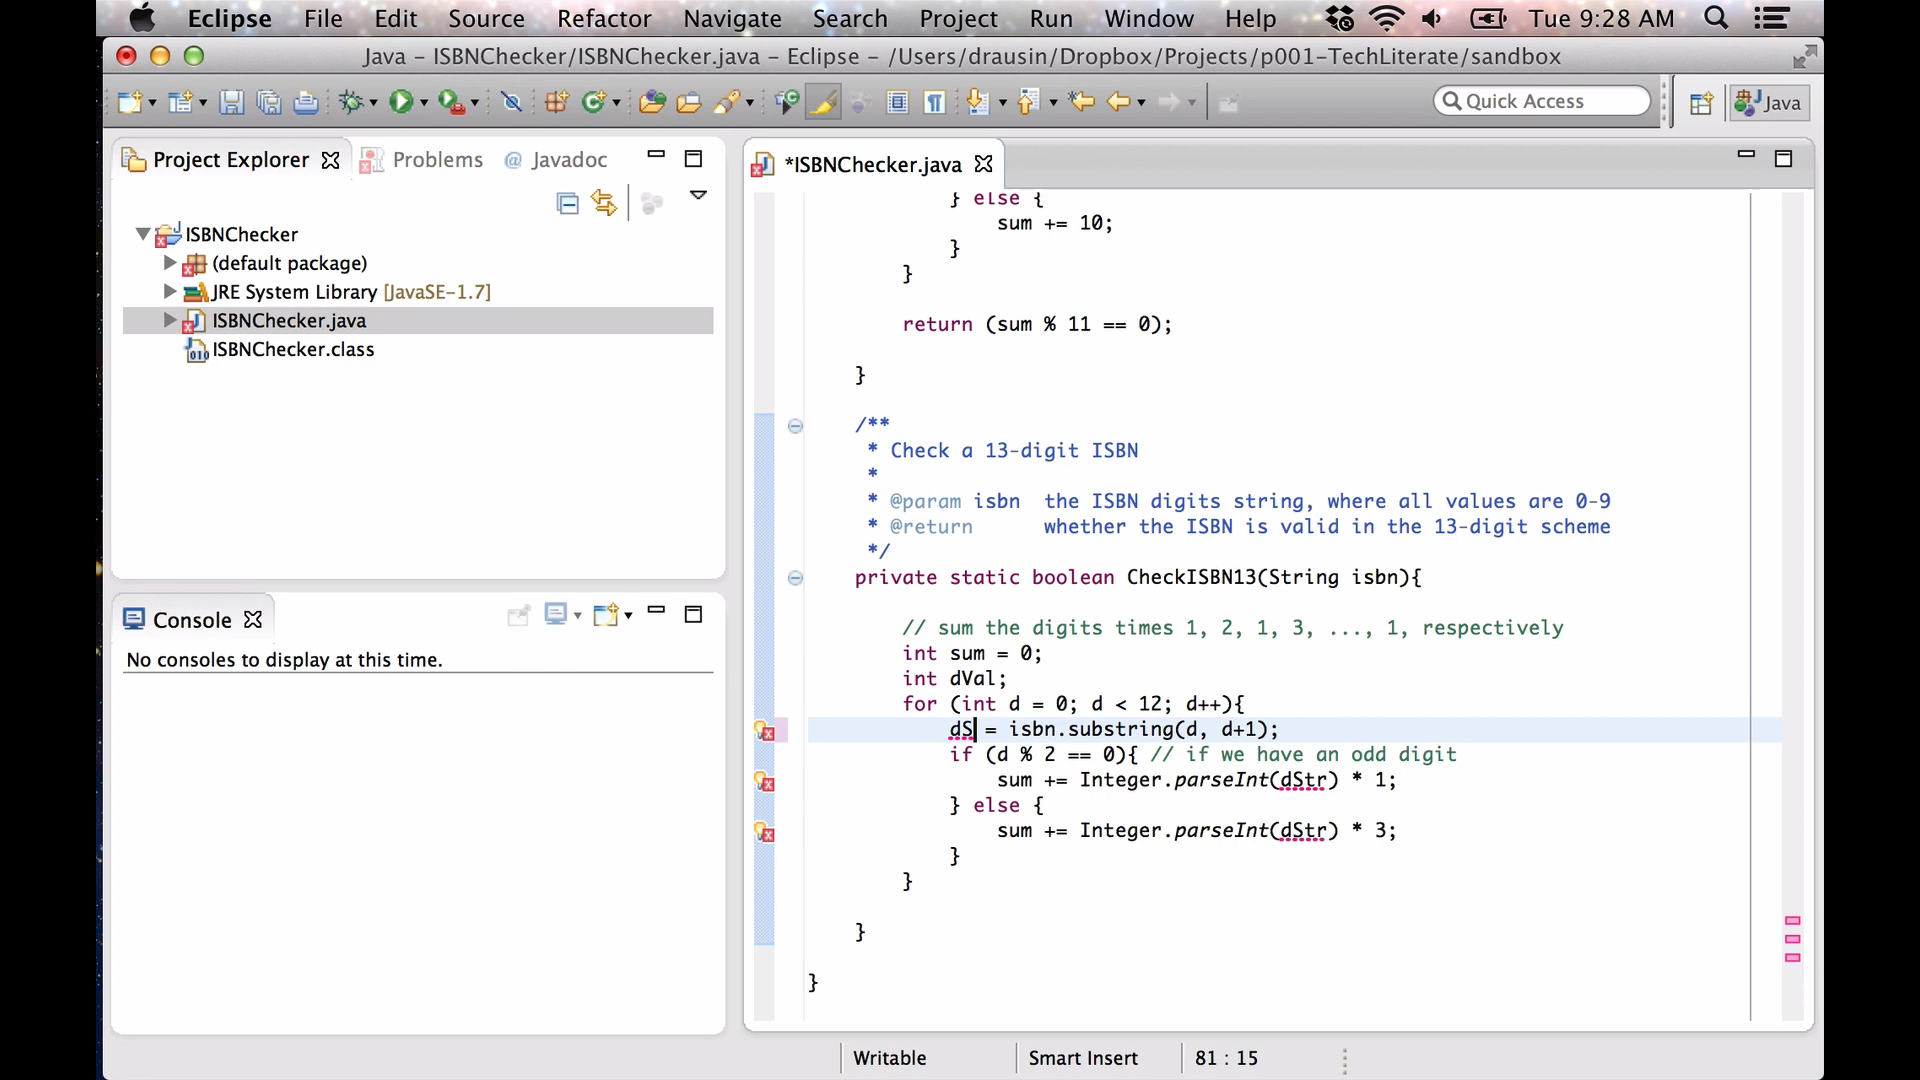 Eclipse File Edit Source Refactor Navigate Search Project Run Window Help Tue 9:28 AM
Java – ISBNChecker/ISBNChecker.java – Eclipse – /Users/drausin/Dropbox/Projects/p001-TechLiterate/sandbox
Quick Access
Java
Project Explorer Problems @ Javadoc
ISBNChecker
(default package)
JRE System Library [JavaSE-1.7]
ISBNChecker.java
ISBNChecker.class
Console
No consoles to display at this time.
*ISBNChecker.java
} else {
sum += 10;
}
}
return (sum % 11 == 0);
}
/**
* Check a 13-digit ISBN
*
* @param isbn the ISBN digits string, where all values are 0-9
* @return whether the ISBN is valid in the 13-digit scheme
*/
private static boolean CheckISBN13(String isbn){
// sum the digits times 1, 2, 1, 3, ..., 1, respectively
int sum = 0;
int dVal;
for (int d = 0; d < 12; d++){
dS = isbn.substring(d, d+1);
if (d % 2 == 0){ // if we have an odd digit
sum += Integer.parseInt(dStr) * 1;
} else {
sum += Integer.parseInt(dStr) * 3;
}
}
}
}
Writable Smart Insert 81 : 15